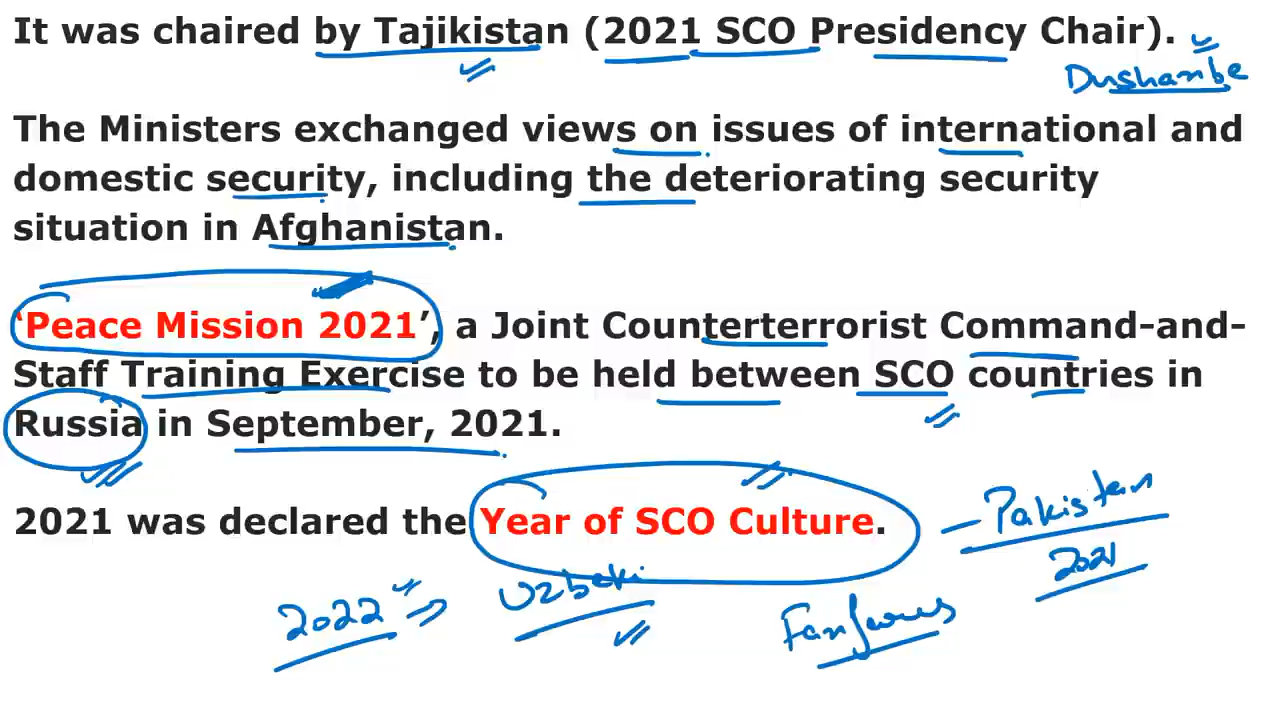 It was chaired by Tajikistan (2021 SCO Presidency Chair).
Dushanbe
The Ministers exchanged views on issues of international and
domestic security, including the deteriorating security
situation in Afghanistan.
‘Peace Mission 2021’, a Joint Counterterrorist Command-and-
Staff Training Exercise to be held between SCO countries in
Russia in September, 2021.
2021 was declared the Year of SCO Culture.
Pakistan
2021
2022 Uzbeki